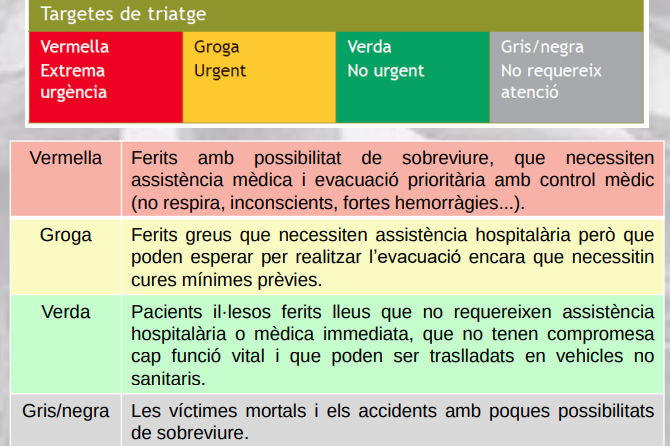 Targetes de triatge
Vermella
Extrema
urgència
Groga
Urgent
Verda
No urgent
Gris/negra
No requereix
atenció
Vermella
Ferits amb possibilitat de sobreviure, que necessiten
assistència mèdica i evacuació prioritària amb control mèdic
(no respira, inconscients, fortes hemorràgies...).
Groga
Ferits greus que necessiten assistència hospitalària però que
poden esperar per realitzar l'evacuació encara que necessitin
cures mínimes prèvies.
Verda
Pacients il·lesos ferits lleus que no requereixen assistència
hospitalària o mèdica immediata, que no tenen compromesa
cap funció vital i que poden ser traslladats en vehicles no
sanitaris.
Gris/negra
Les víctimes mortals i els accidents amb poques possibilitats
de sobreviure.